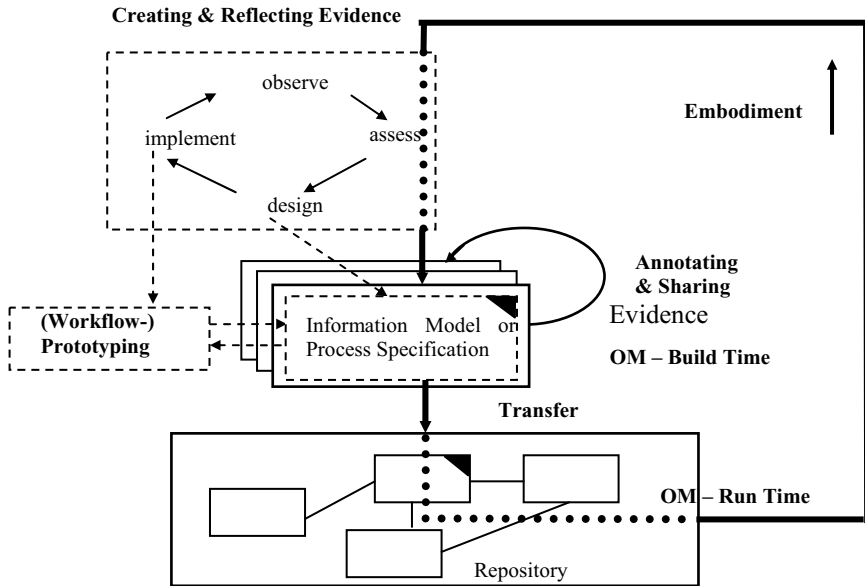 Creating & Reflecting Evidence
observe
Embodiment
implement
assess
design
Annotating
& Sharing
Evidence
(Workflow-)
Prototyping
Information Model or
Process Specification
OM – Build Time
Transfer
OM – Run Time
Repository